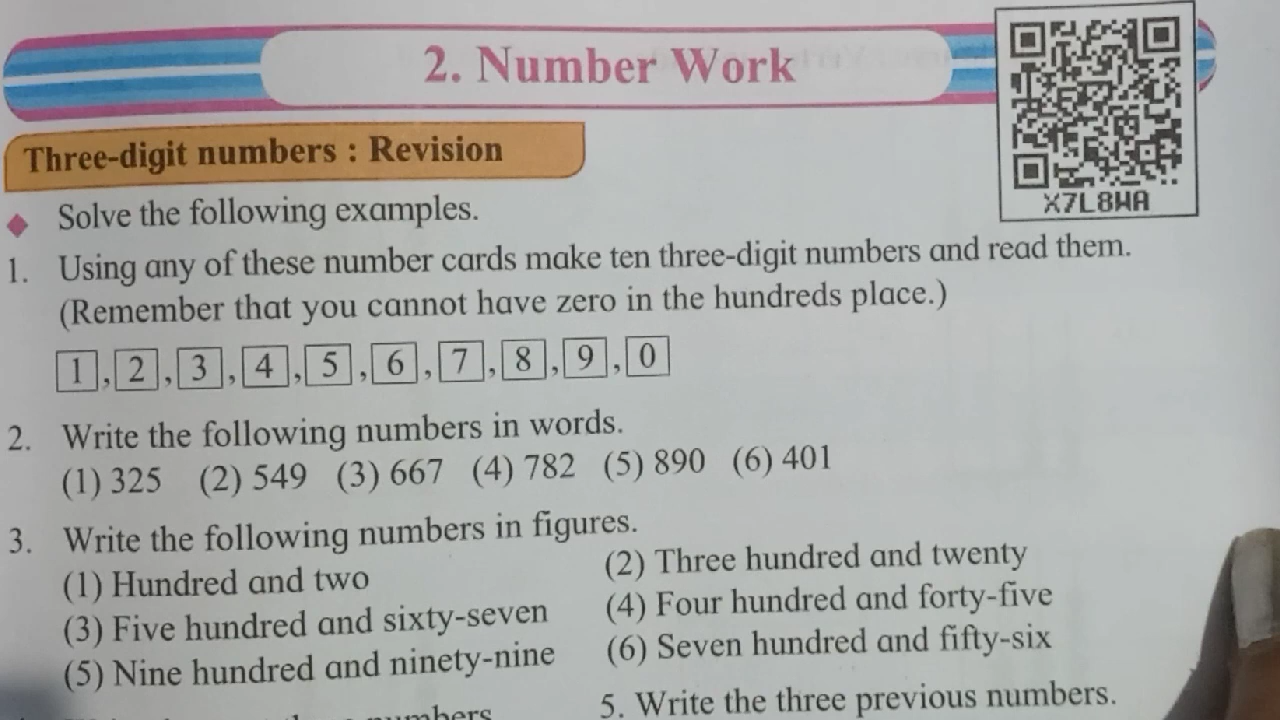 2. Number Work
X7L8WA
Three-digit numbers : Revision
Solve the following examples.
1. Using any of these number cards make ten three-digit numbers and read them.
(Remember that you cannot have zero in the hundreds place.)
1, 2, 3, 4, 5, 6, 7, 8, 9, 0
2. Write the following numbers in words.
(1) 325 (2) 549 (3) 667 (4) 782 (5) 890 (6) 401
3. Write the following numbers in figures.
(1) Hundred and two (2) Three hundred and twenty
(3) Five hundred and sixty-seven (4) Four hundred and forty-five
(5) Nine hundred and ninety-nine (6) Seven hundred and fifty-six
numbers 5. Write the three previous numbers.